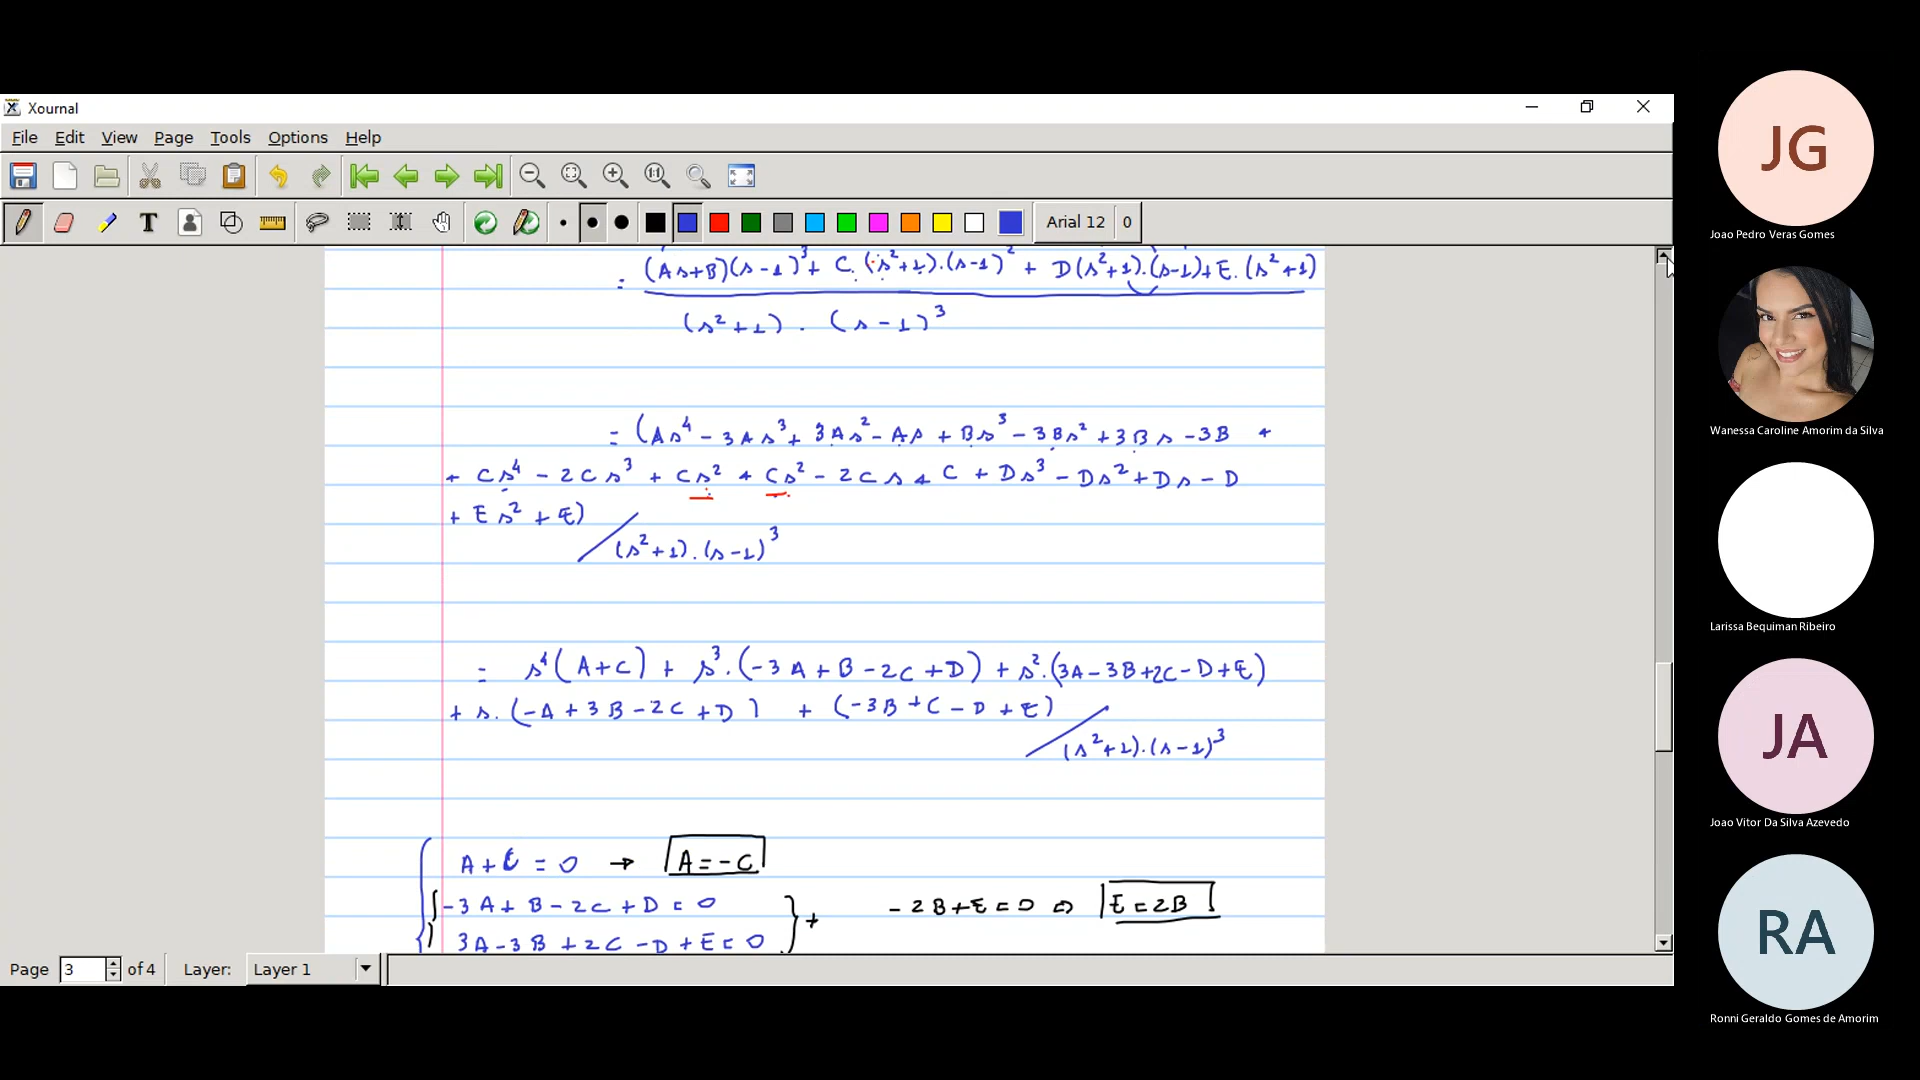 Xournal
File Edit View Page Tools Options Help
Arial 12 0
= (As+B)(s-1)³ + C.(s²+1).(s-1)² + D(s²+1).(s-1)+E.(s²+1)
(s²+1) . (s-1)³
= (As⁴ - 3As³ + 3As² - As + Bs³ - 3Bs² + 3Bs - 3B +
+ Cs⁴ - 2Cs³ + Cs² + Cs² - 2Cs + C + Ds³ - Ds² + Ds - D
+ Es² + E)
/ (s²+1).(s-1)³
= s⁴(A+C) + s³.(-3A+B-2C+D) + s².(3A-3B+2C-D+E)
+ s.(-A+3B-2C+D) + (-3B+C-D+E)
/ (s²+1).(s-1)³
A+C = 0 → A=-C
-3A+B-2C+D=0
-2B+E=0 ⇔ E=2B
3A-3B+2C-D+E=0 } +
Page 3 of 4 Layer: Layer 1
JG
Joao Pedro Veras Gomes
Wanessa Caroline Amorim da Silva
Larissa Bequiman Ribeiro
JA
Joao Vitor Da Silva Azevedo
RA
Ronni Geraldo Gomes de Amorim